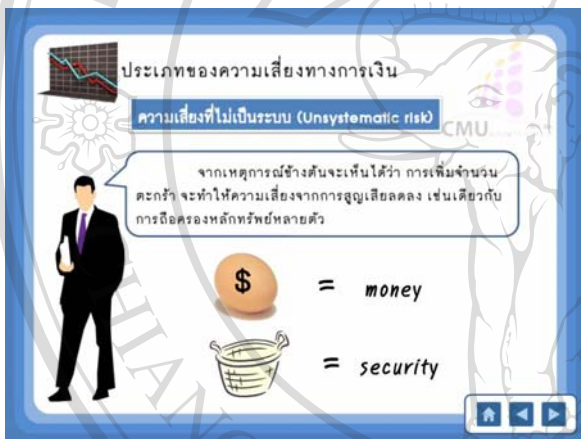 ประเภทของความเสี่ยงทางการเงิน
ความเสี่ยงที่ไม่เป็นระบบ (Unsystematic risk)
CMU
จากเหตุการณ์ข้างต้นจะเห็นได้ว่า การเพิ่มจำนวน
ตะกร้า จะทำให้ความเสี่ยงจากการสูญเสียลดลง เช่นเดียวกับ
การถือครองหลักทรัพย์หลายตัว
$ = money
= security